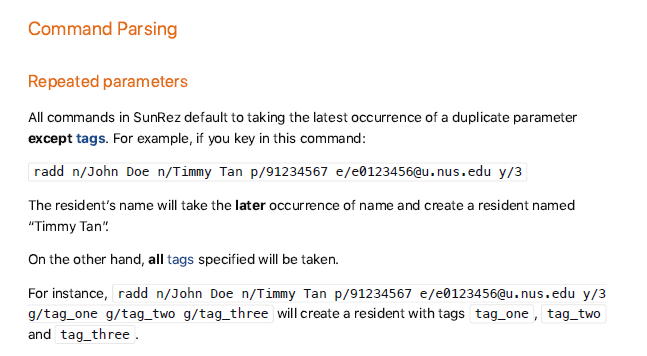 Command Parsing
Repeated parameters
All commands in SunRez default to taking the latest occurrence of a duplicate parameter
except tags. For example, if you key in this command:
radd n/John Doe n/Timmy Tan p/91234567 e/e0123456@u.nus.edu y/3
The resident’s name will take the later occurrence of name and create a resident named
“Timmy Tan”.
On the other hand, all tags specified will be taken.
For instance, radd n/John Doe n/Timmy Tan p/91234567 e/e0123456@u.nus.edu y/3
g/tag_one g/tag_two g/tag_three will create a resident with tags tag_one , tag_two
and tag_three .